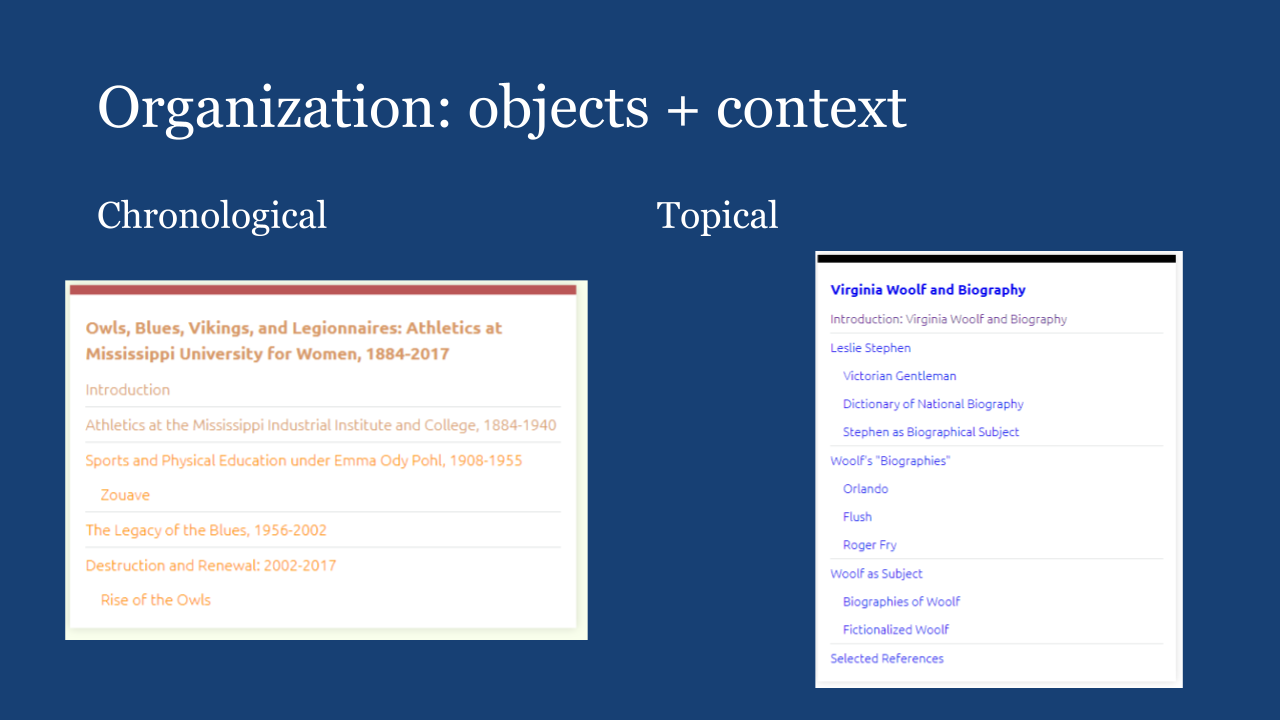 Organization: objects + context
Chronological
Owls, Blues, Vikings, and Legionnaires: Athletics at
Mississippi University for Women, 1884-2017
Introduction
Athletics at the Mississippi Industrial Institute and College, 1884-1940
Sports and Physical Education under Emma Ody Pohl, 1908-1955
Zouave
The Legacy of the Blues, 1956-2002
Destruction and Renewal: 2002-2017
Rise of the Owls
Topical
Virginia Woolf and Biography
Introduction: Virginia Woolf and Biography
Leslie Stephen
Victorian Gentleman
Dictionary of National Biography
Stephen as Biographical Subject
Woolf's "Biographies"
Orlando
Flush
Roger Fry
Woolf as Subject
Biographies of Woolf
Fictionalized Woolf
Selected References